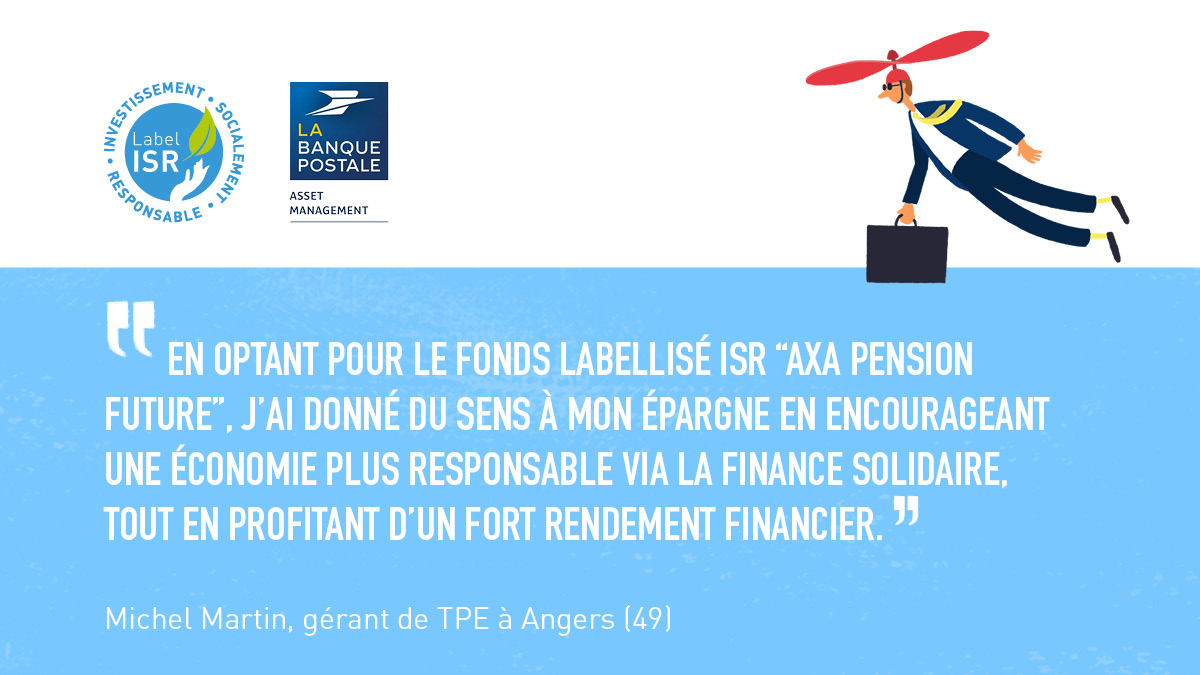 INVESTISSEMENT • SOCIALEMENT • RESPONSABLE •
Label
ISR
LA
BANQUE
POSTALE
ASSET
MANAGEMENT
“ EN OPTANT POUR LE FONDS LABELLISÉ ISR “AXA PENSION
FUTURE”, J’AI DONNÉ DU SENS À MON ÉPARGNE EN ENCOURAGEANT
UNE ÉCONOMIE PLUS RESPONSABLE VIA LA FINANCE SOLIDAIRE,
TOUT EN PROFITANT D’UN FORT RENDEMENT FINANCIER. ”
Michel Martin, gérant de TPE à Angers (49)